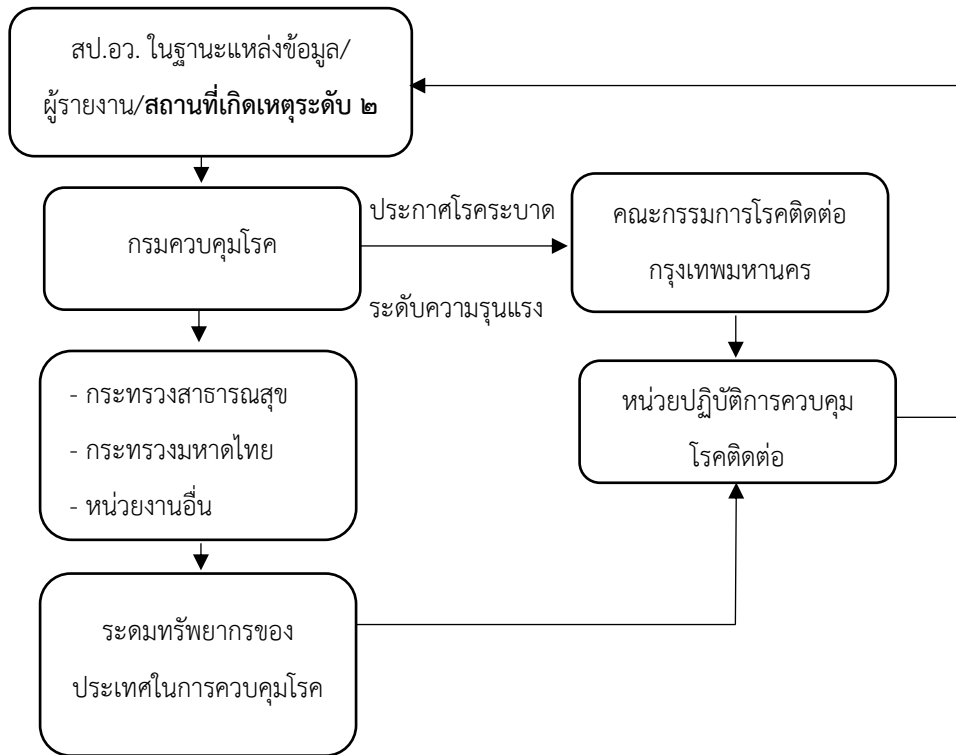 สป.อว. ในฐานะแหล่งข้อมูล/
ผู้รายงาน/สถานที่เกิดเหตุระดับ ๒
กรมควบคุมโรค
ประกาศโรคระบาด
ระดับความรุนแรง
คณะกรรมการโรคติดต่อ
กรุงเทพมหานคร
- กระทรวงสาธารณสุข
- กระทรวงมหาดไทย
- หน่วยงานอื่น
หน่วยปฏิบัติการควบคุม
โรคติดต่อ
ระดมทรัพยากรของ
ประเทศในการควบคุมโรค